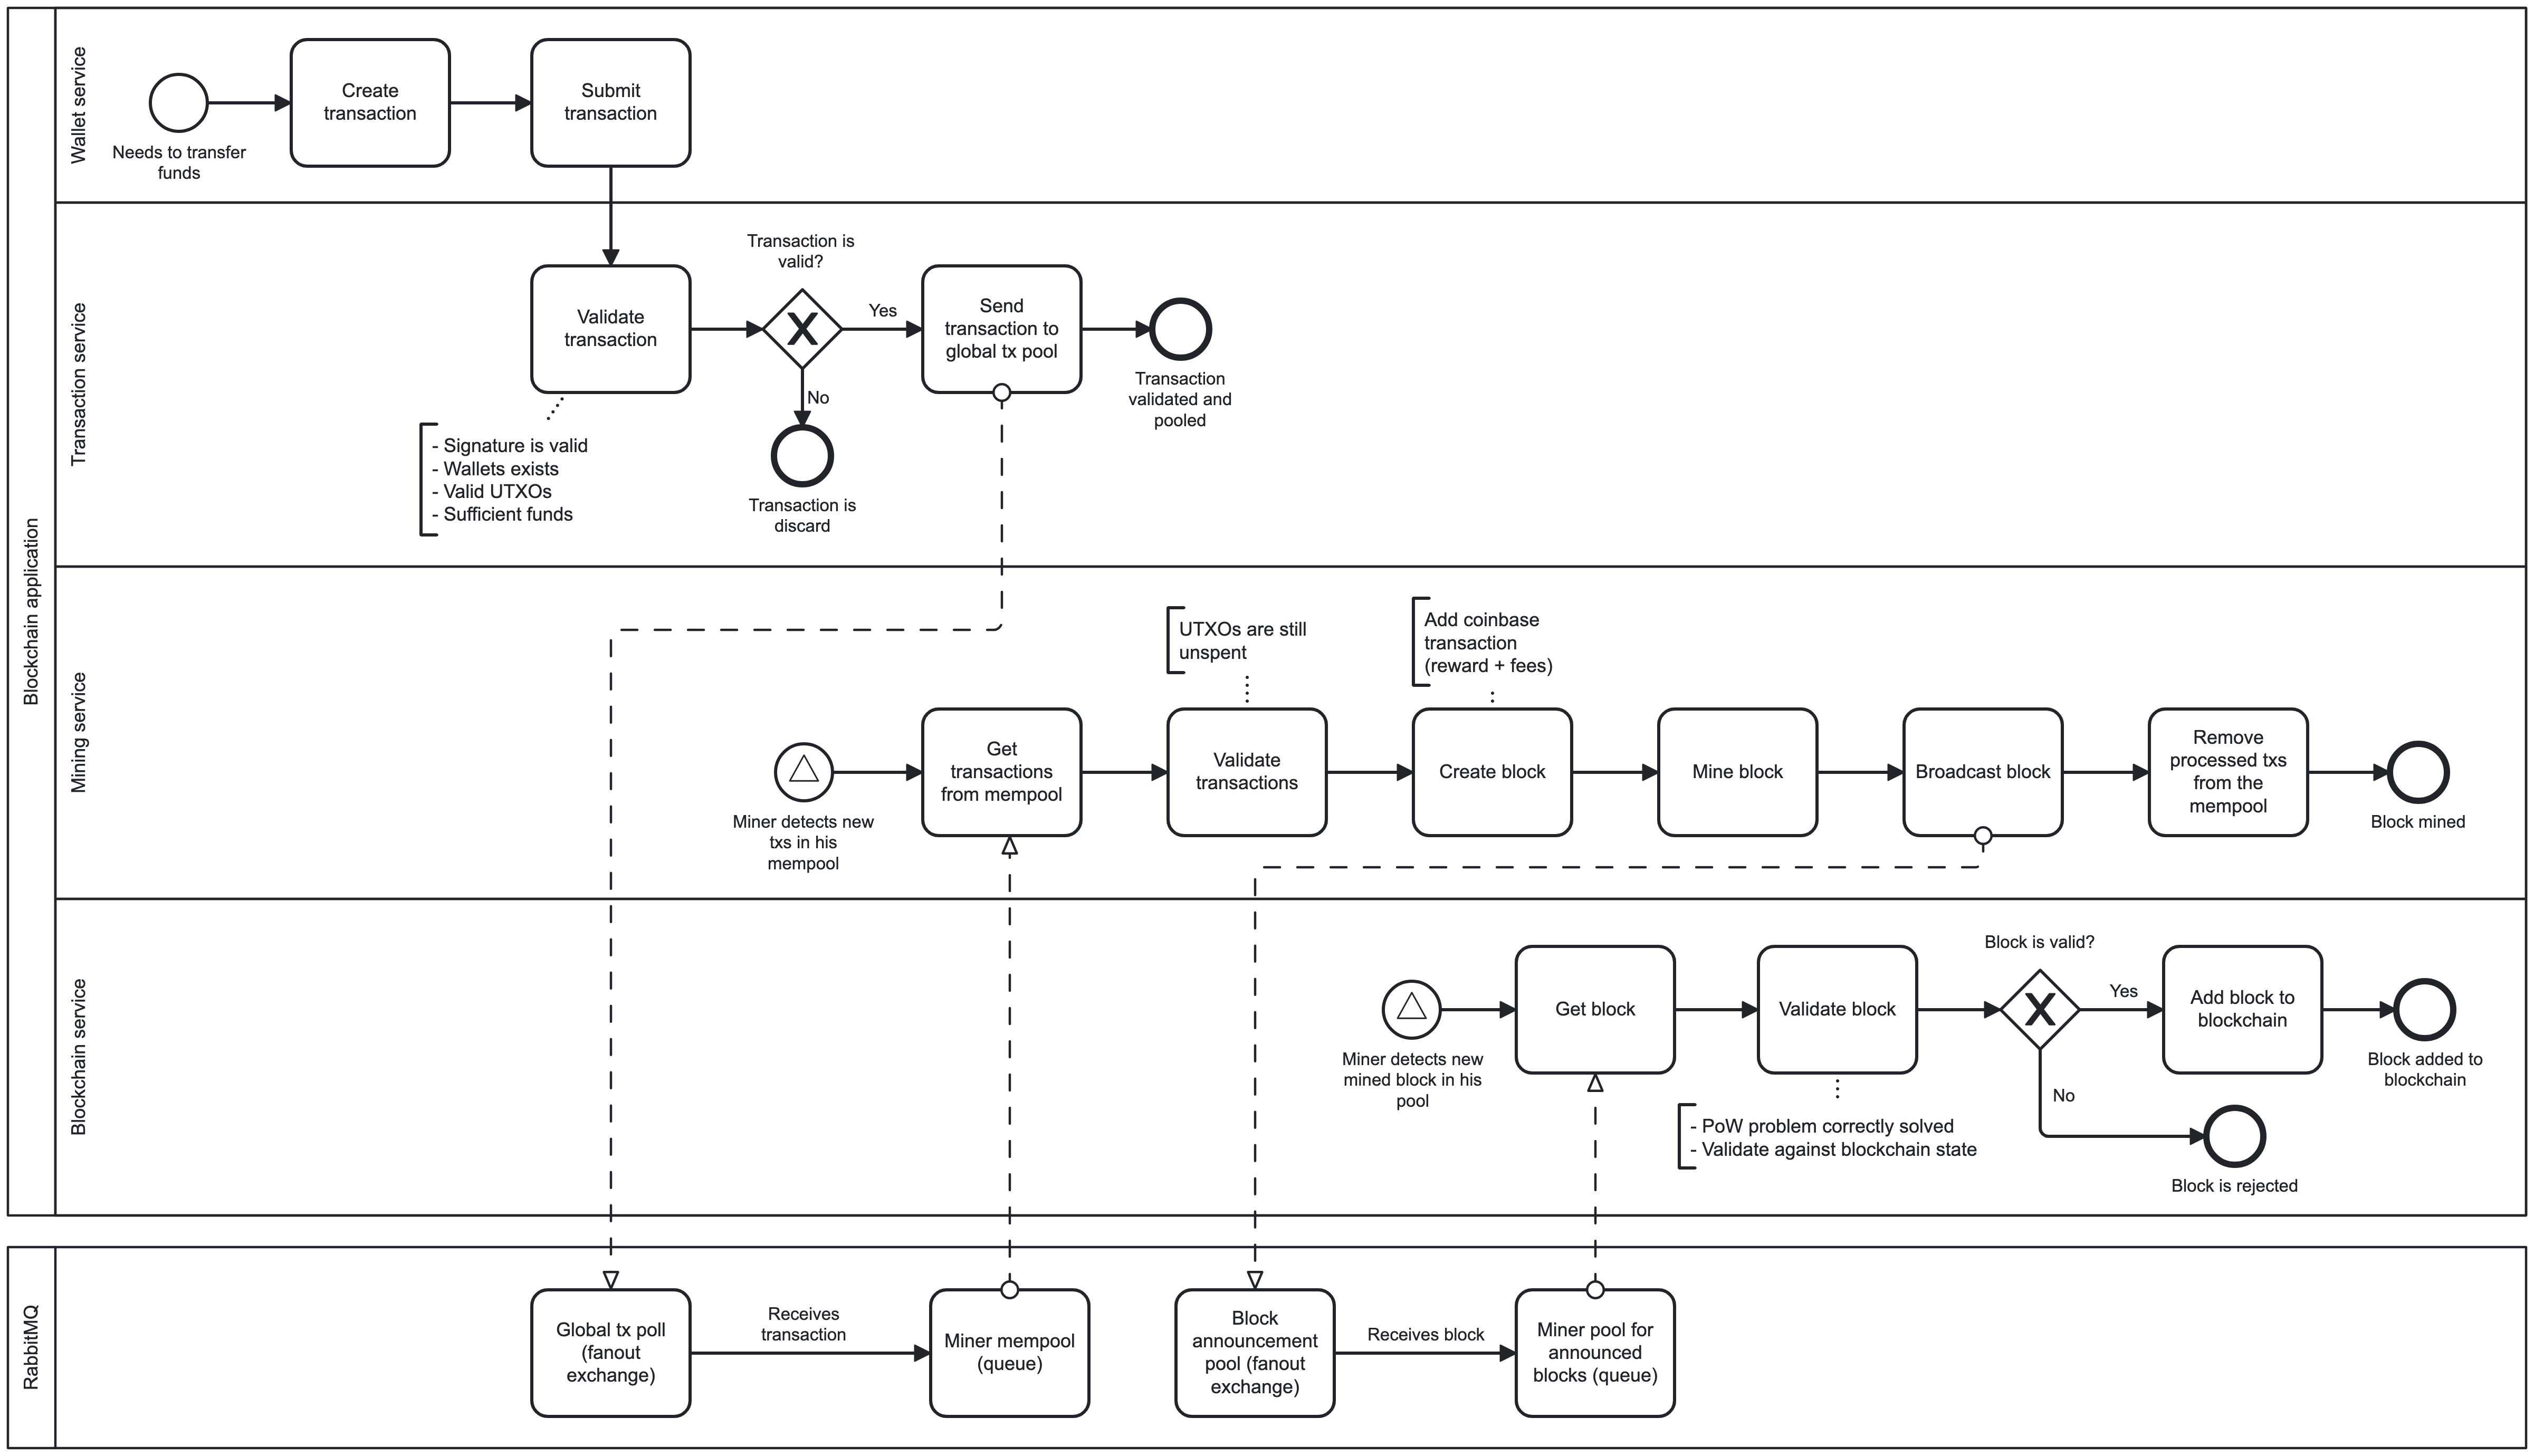 Blockchain application
Wallet service
Needs to transfer
funds
Create
transaction
Submit
transaction
Transaction service
Validate
transaction
- Signature is valid
- Wallets exists
- Valid UTXOs
- Sufficient funds
Transaction is
valid?
Yes
No
Transaction is
discard
Send
transaction to
global tx pool
Transaction
validated and
pooled
Mining service
Miner detects new
txs in his
mempool
Get
transactions
from mempool
UTXOs are still
unspent
Validate
transactions
Add coinbase
transaction
(reward + fees)
Create block
Mine block
Broadcast block
Remove
processed txs
from the
mempool
Block mined
Blockchain service
Miner detects new
mined block in his
pool
Get block
Validate block
- PoW problem correctly solved
- Validate against blockchain state
Block is valid?
Yes
No
Add block to
blockchain
Block added to
blockchain
Block is rejected
RabbitMQ
Global tx poll
(fanout
exchange)
Receives
transaction
Miner mempool
(queue)
Block
announcement
pool (fanout
exchange)
Receives block
Miner pool for
announced
blocks (queue)